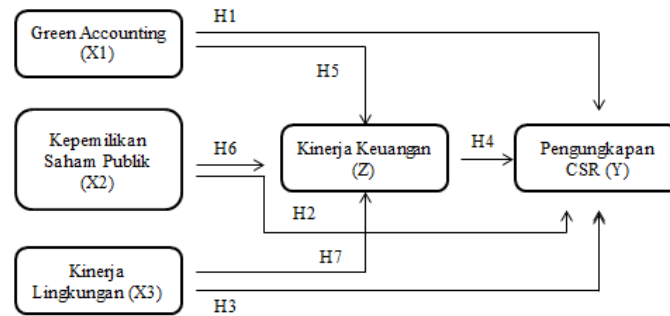 H1
Green Accounting
(X1)
H5
Kepemilikan
Saham Publik
(X2)
H6
Kinerja Keuangan
(Z)
H4
Pengungkapan
CSR (Y)
H2
H7
Kinerja
Lingkungan (X3)
H3